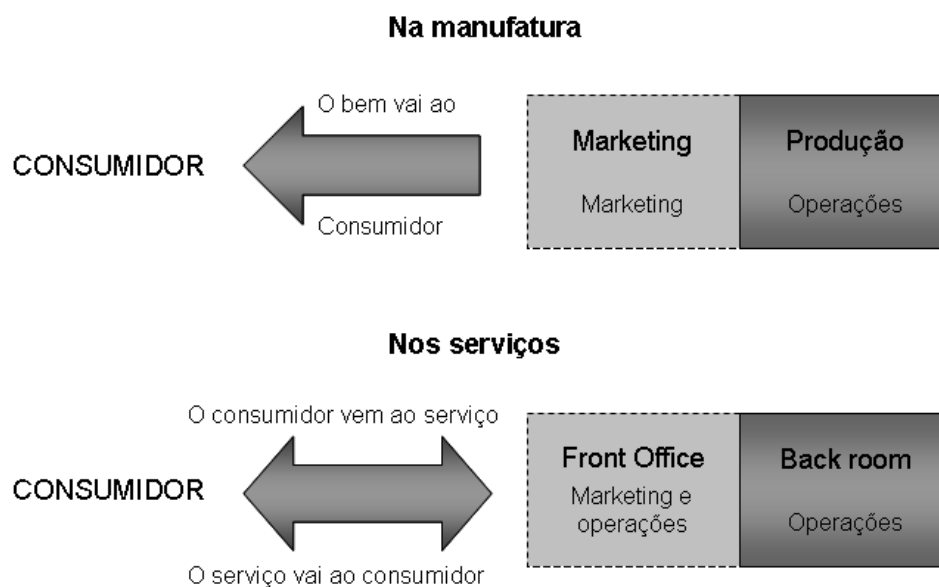 Na manufatura
O bem vai ao
CONSUMIDOR
Consumidor
Marketing
Marketing
Produção
Operações
Nos serviços
O consumidor vem ao serviço
CONSUMIDOR
O serviço vai ao consumidor
Front Office
Marketing e
operações
Back room
Operações